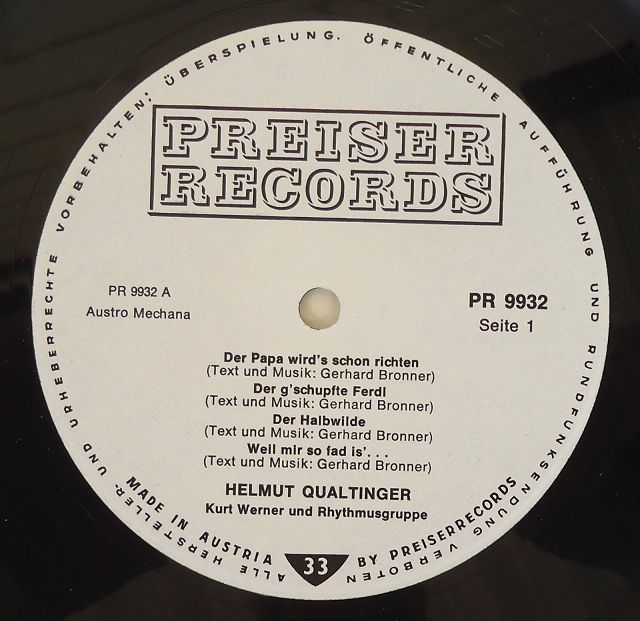 ALLE HERSTELLER- UND URHEBERRECHTE VORBEHALTEN; ÜBERSPIELUNG. ÖFFENTLICHE AUFFÜHRUNG UND RUNDFUNKSENDUNG VERBOTEN
PREISER
RECORDS
PR 9932 A
Austro Mechana
PR 9932
Seite 1
Der Papa wird's schon richten
(Text und Musik: Gerhard Bronner)
Der g'schupfte Ferdl
(Text und Musik: Gerhard Bronner)
Der Halbwilde
(Text und Musik: Gerhard Bronner)
Weil mir so fad is'. . .
(Text und Musik: Gerhard Bronner)
HELMUT QUALTINGER
Kurt Werner und Rhythmusgruppe
MADE IN AUSTRIA
33
BY PREISERRECORDS